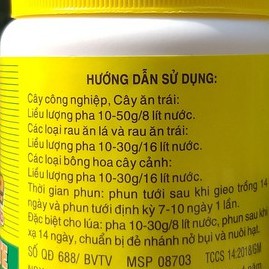 HƯỚNG DẪN SỬ DỤNG:
Cây công nghiệp, Cây ăn trái:
Liều lượng pha 10-50g/8 lít nước.
Các loại rau ăn lá và rau ăn trái:
Liều lượng pha 10-30g/16 lít nước.
Các loại bông hoa cây cảnh:
Liều lượng pha 10-30g/16 lít nước.
Thời gian phun: phun tưới sau khi gieo trồng 14
ngày và phun tưới định kỳ 7-10 ngày 1 lần.
Đặc biệt cho lúa: pha 10-30g/8 lít nước, phun sau khi
xạ 14 ngày, chuẩn bị đẻ nhánh nổ bụi và nuôi hạt.
SỐ QĐ 688/ BVTV MSP 08703 TCCS 14:2018/GM